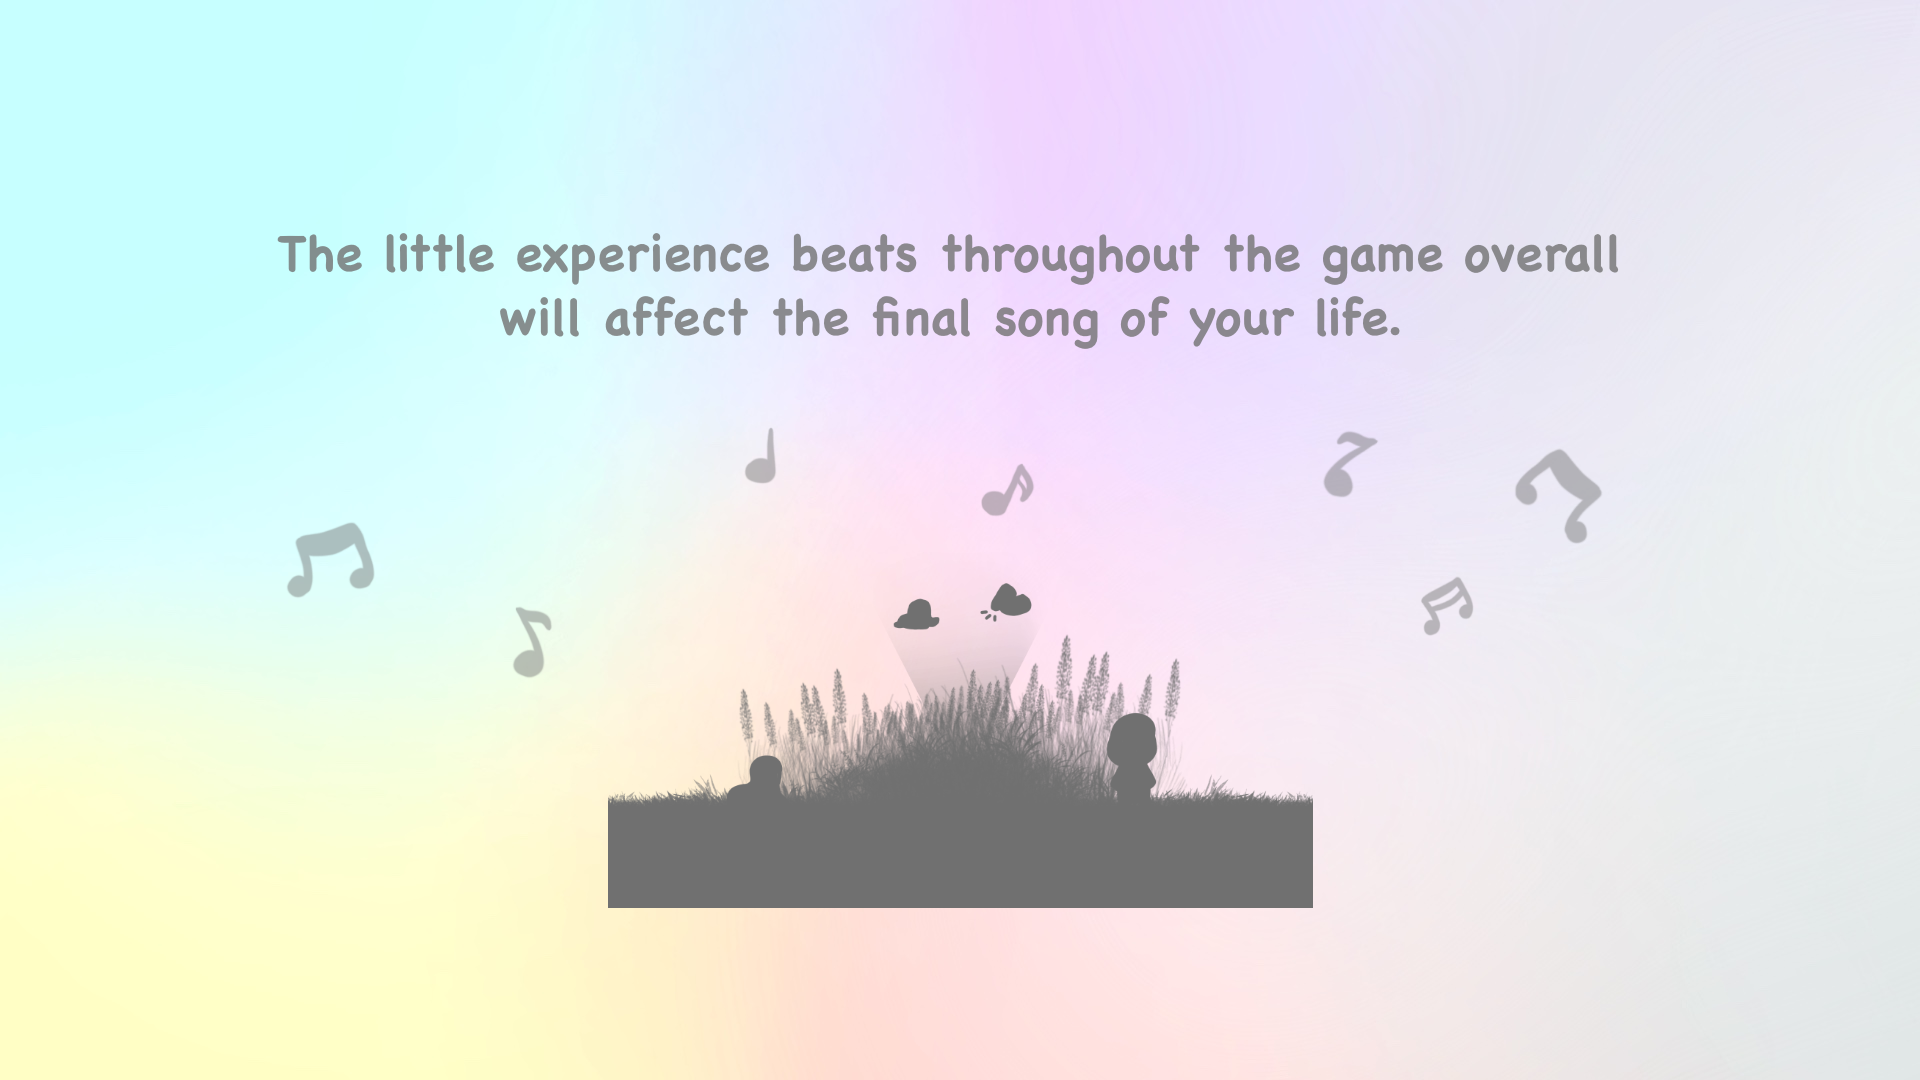 The little experience beats throughout the game overall
will affect the final song of your life.